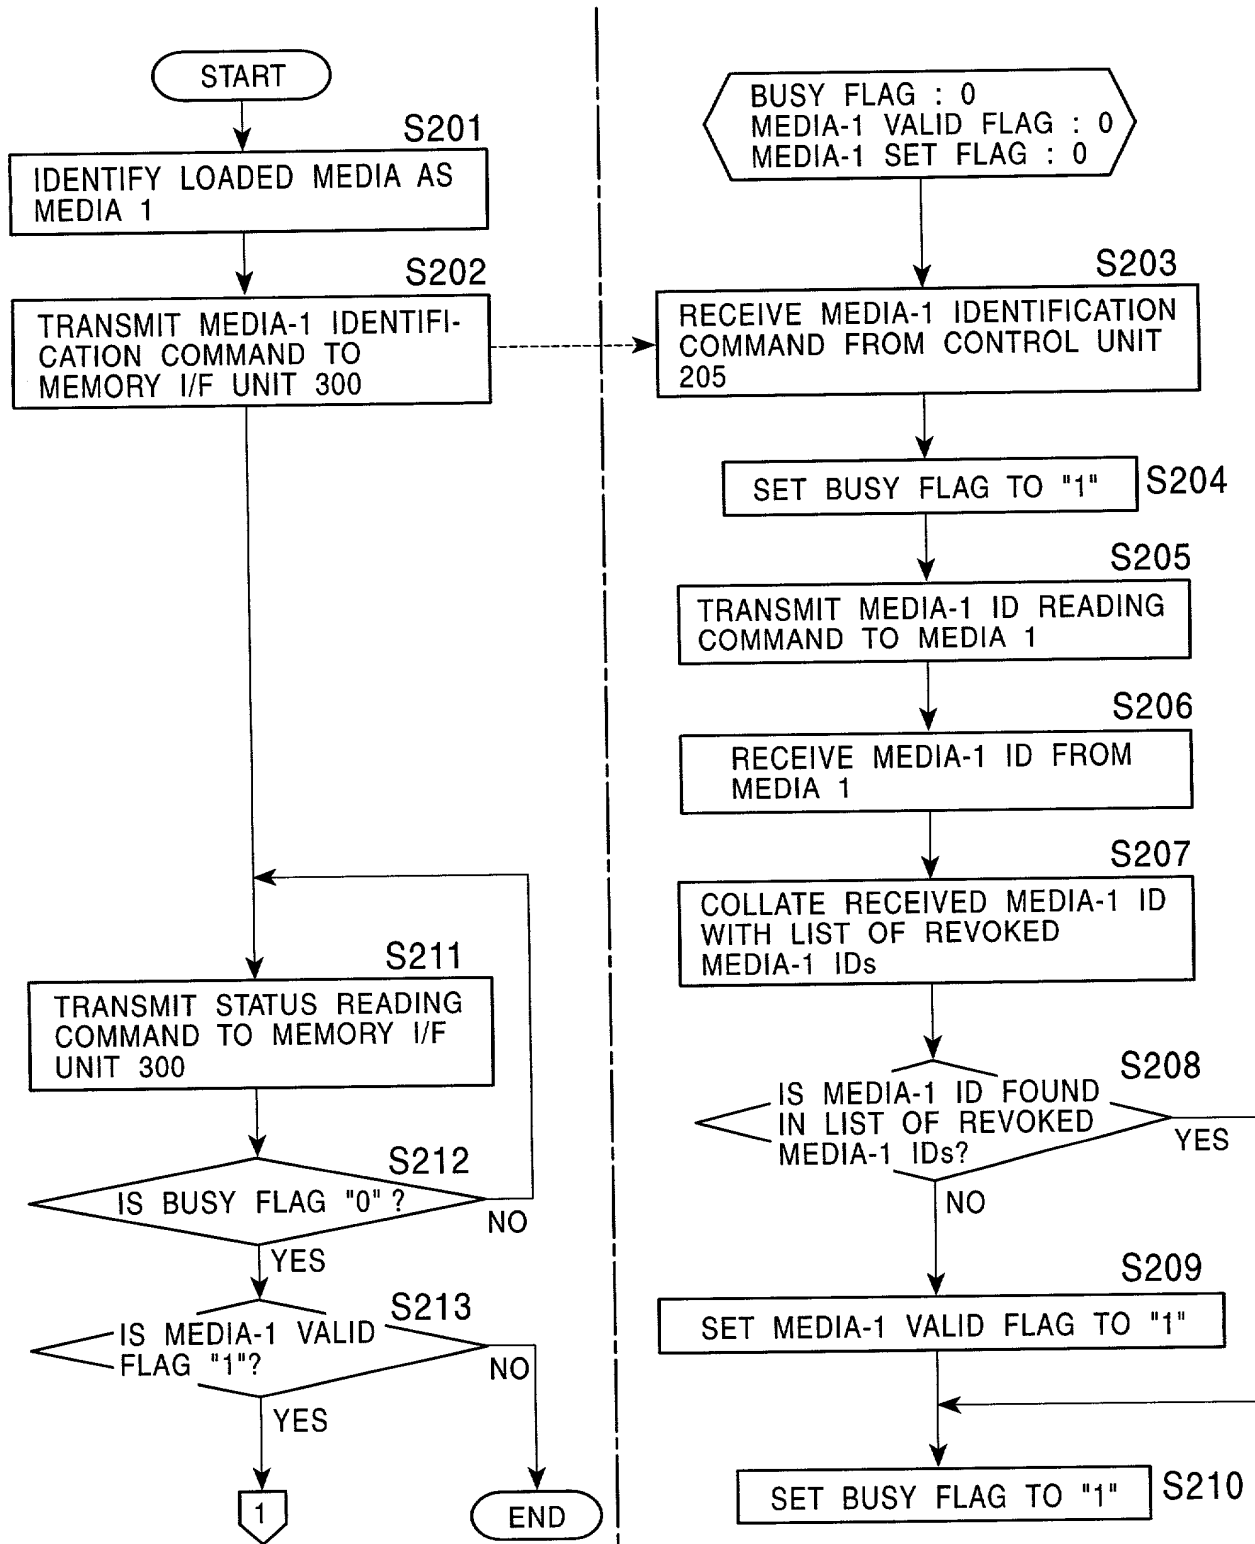 START
S201
IDENTIFY LOADED MEDIA AS
MEDIA 1
S202
TRANSMIT MEDIA-1 IDENTIFI-
CATION COMMAND TO
MEMORY I/F UNIT 300
S211
TRANSMIT STATUS READING
COMMAND TO MEMORY I/F
UNIT 300
S212
IS BUSY FLAG "0" ?
NO
YES
S213
IS MEDIA-1 VALID
FLAG "1"?
NO
YES
1
END
BUSY FLAG : 0
MEDIA-1 VALID FLAG : 0
MEDIA-1 SET FLAG : 0
S203
RECEIVE MEDIA-1 IDENTIFICATION
COMMAND FROM CONTROL UNIT
205
SET BUSY FLAG TO "1"
S204
S205
TRANSMIT MEDIA-1 ID READING
COMMAND TO MEDIA 1
S206
RECEIVE MEDIA-1 ID FROM
MEDIA 1
S207
COLLATE RECEIVED MEDIA-1 ID
WITH LIST OF REVOKED
MEDIA-1 IDs
S208
IS MEDIA-1 ID FOUND
IN LIST OF REVOKED
MEDIA-1 IDs?
YES
NO
S209
SET MEDIA-1 VALID FLAG TO "1"
SET BUSY FLAG TO "1"
S210